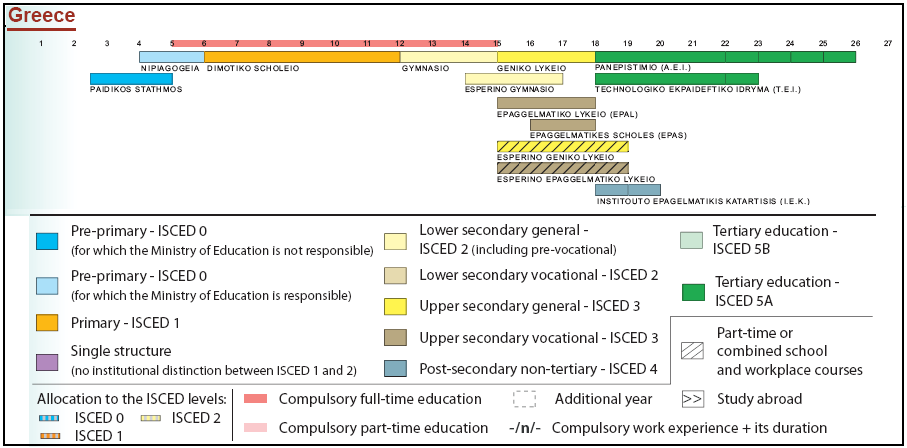 Greece
1 2 3 4 5 6 7 8 9 10 11 12 13 14 15 16 17 18 19 20 21 22 23 24 25 26 27
NIPIAGOGEIA DIMOTIKO SCHOLEIO GYMNASIO GENIKO LYKEIO PANEPISTIMIO (A.E.I.)
PAIDIKOS STATHMOS ESPERINO GYMNASIO TECHNOLOGIKO EKPAIDEFTIKO IDRYMA (T.E.I.)
EPAGGELMATIKO LYKEIO (EPAL)
EPAGGELMATIKES SCHOLES (EPAS)
ESPERINO GENIKO LYKEIO
ESPERINO EPAGGELMATIKO LYKEIO
INSTITOUTO EPAGELMATIKIS KATARTISIS (I.E.K.)
Pre-primary - ISCED 0
(for which the Ministry of Education is not responsible)
Pre-primary - ISCED 0
(for which the Ministry of Education is responsible)
Primary - ISCED 1
Single structure
(no institutional distinction between ISCED 1 and 2)
Lower secondary general -
ISCED 2 (including pre-vocational)
Lower secondary vocational - ISCED 2
Upper secondary general - ISCED 3
Upper secondary vocational - ISCED 3
Post-secondary non-tertiary - ISCED 4
Tertiary education -
ISCED 5B
Tertiary education -
ISCED 5A
Part-time or
combined school
and workplace courses
Allocation to the ISCED levels:
ISCED 0 ISCED 2
ISCED 1
Compulsory full-time education
Compulsory part-time education
Additional year
-/n/- Compulsory work experience + its duration
>> Study abroad